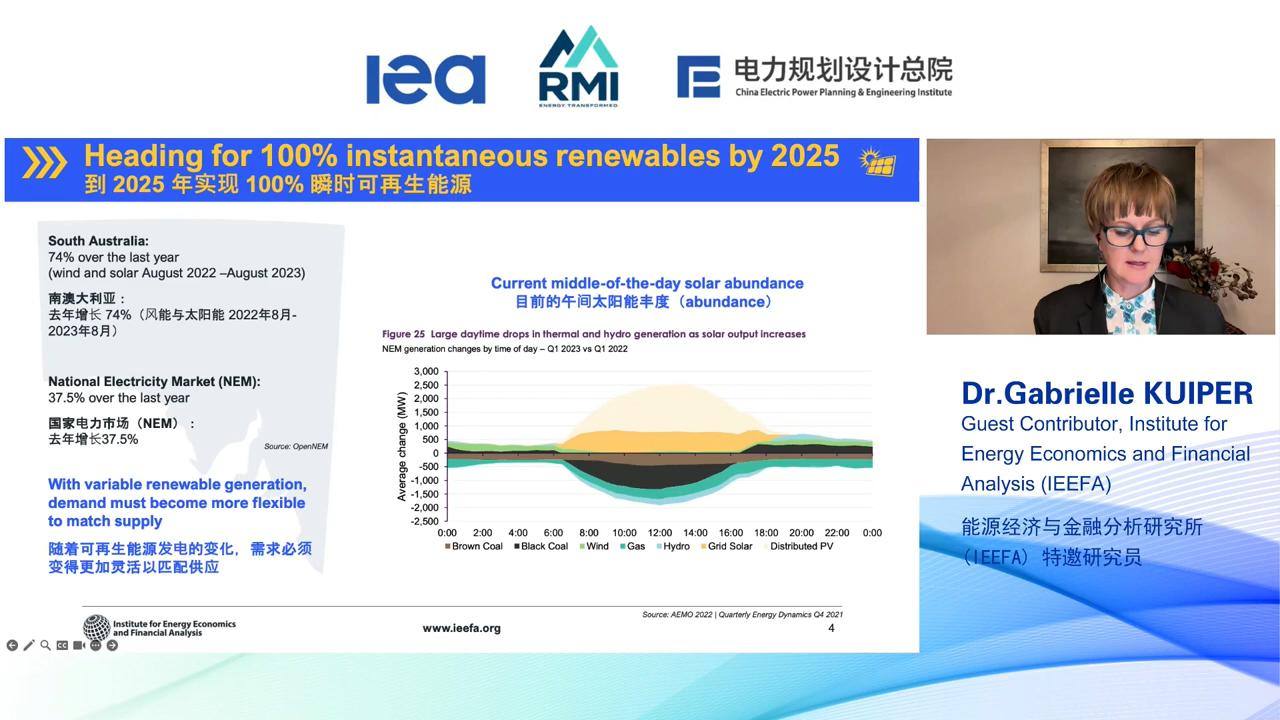 iea
RMI
ENERGY. TRANSFORMED.
电力规划设计总院
China Electric Power Planning & Engineering Institute
Heading for 100% instantaneous renewables by 2025
到 2025 年实现 100% 瞬时可再生能源
South Australia:
74% over the last year
(wind and solar August 2022 –August 2023)
南澳大利亚：
去年增长 74%（风能与太阳能 2022年8月-
2023年8月）
National Electricity Market (NEM):
37.5% over the last year
国家电力市场（NEM）：
去年增长37.5%
Source: OpenNEM
With variable renewable generation,
demand must become more flexible
to match supply
随着可再生能源发电的变化，需求必须
变得更加灵活以匹配供应
Current middle-of-the-day solar abundance
目前的午间太阳能丰度（abundance）
Figure 25 Large daytime drops in thermal and hydro generation as solar output increases
NEM generation changes by time of day – Q1 2023 vs Q1 2022
Average change (MW)
3,000
2,500
2,000
1,500
1,000
500
0
-500
-1,000
-1,500
-2,000
-2,500
0:00 2:00 4:00 6:00 8:00 10:00 12:00 14:00 16:00 18:00 20:00 22:00 0:00
Brown Coal Black Coal Wind Gas Hydro Grid Solar Distributed PV
Source: AEMO 2022 | Quarterly Energy Dynamics Q4 2021
Institute for Energy Economics
and Financial Analysis
www.ieefa.org
4
Dr.Gabrielle KUIPER
Guest Contributor, Institute for
Energy Economics and Financial
Analysis (IEEFA)
能源经济与金融分析研究所
（IEEFA）特邀研究员